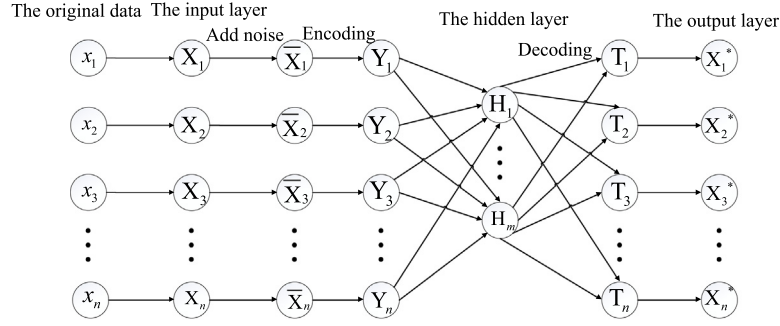 The original data The input layer The hidden layer The output layer
Add noise Encoding Decoding
x₁ X₁ X̅₁ Y₁ T₁ X₁*
H₁
x₂ X₂ X̅₂ Y₂ T₂ X₂*
x₃ X₃ X̅₃ Y₃ T₃ X₃*
Hₘ
xₙ Xₙ X̅ₙ Yₙ Tₙ Xₙ*